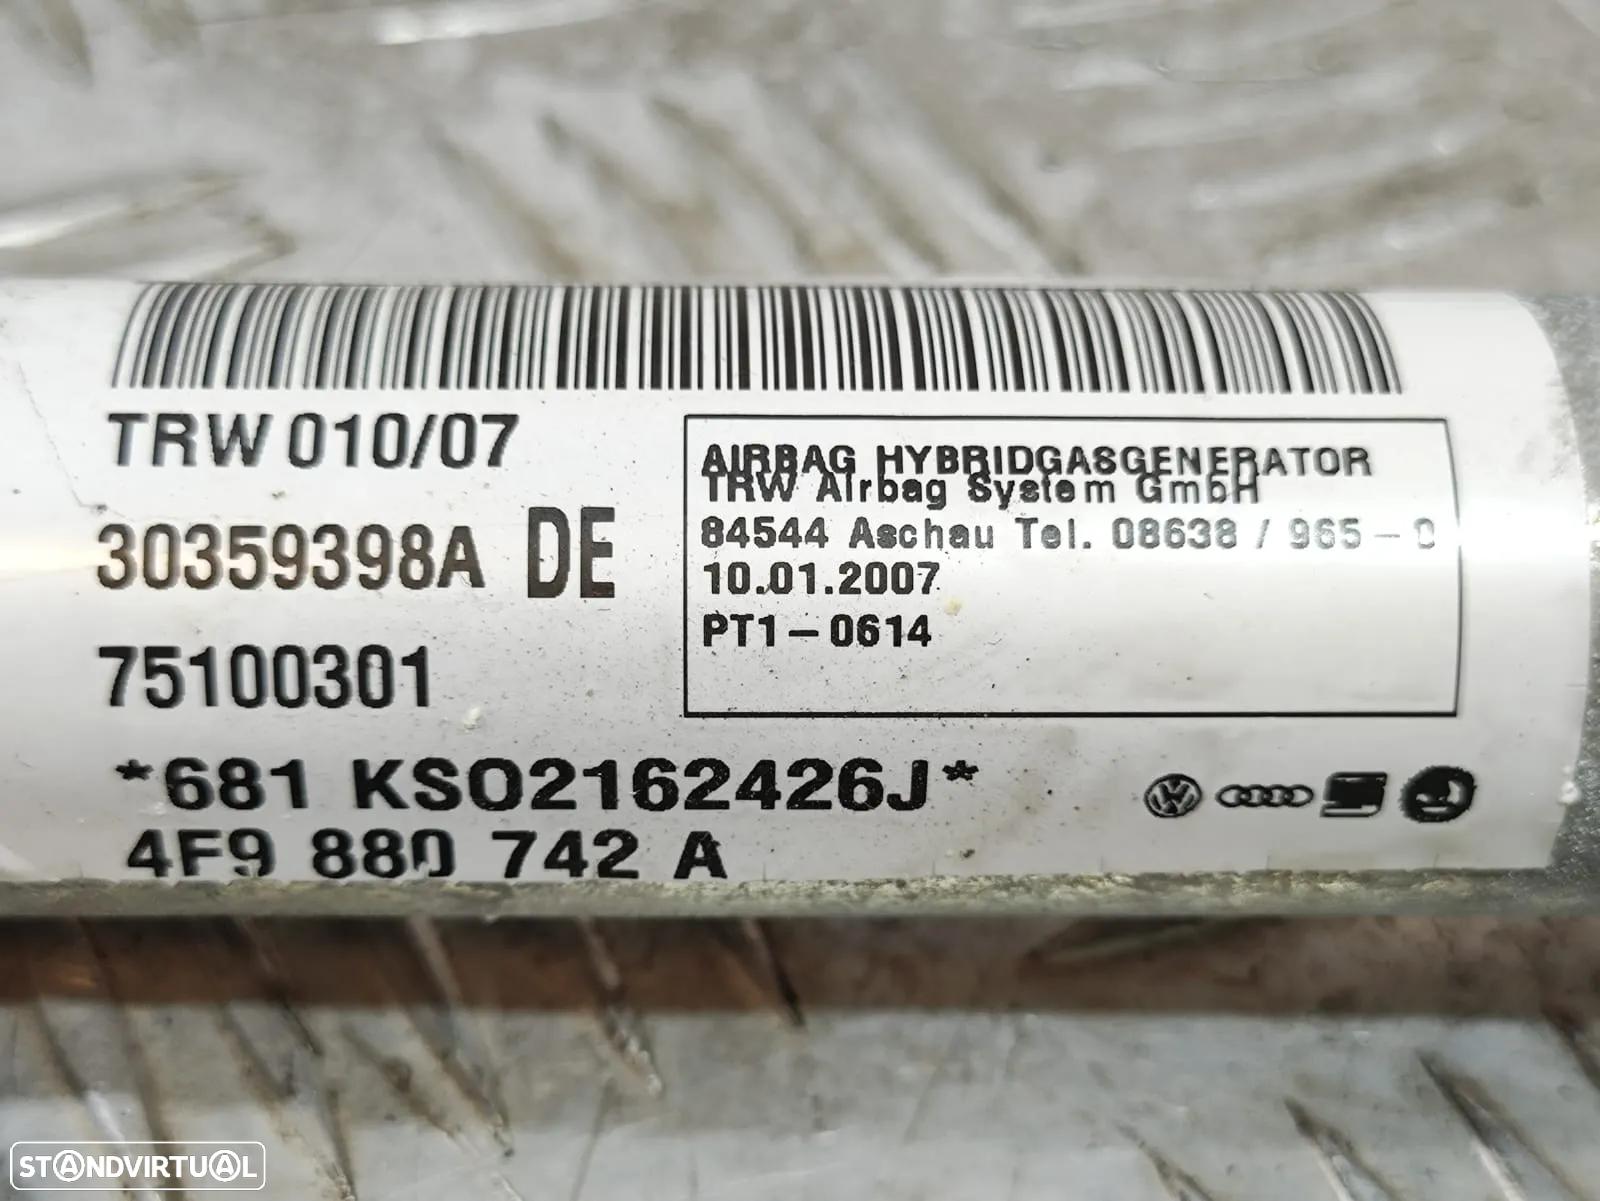 TRW 010/07
30359398A DE
75100301
*681 KSO2162426J*
4F9 880 742 A
AIRBAG HYBRIDGASGENERATOR
TRW Airbag System GmbH
84544 Aschau Tel. 08638 / 965-0
10.01.2007
PT1-0614
STANDVIRTUAL